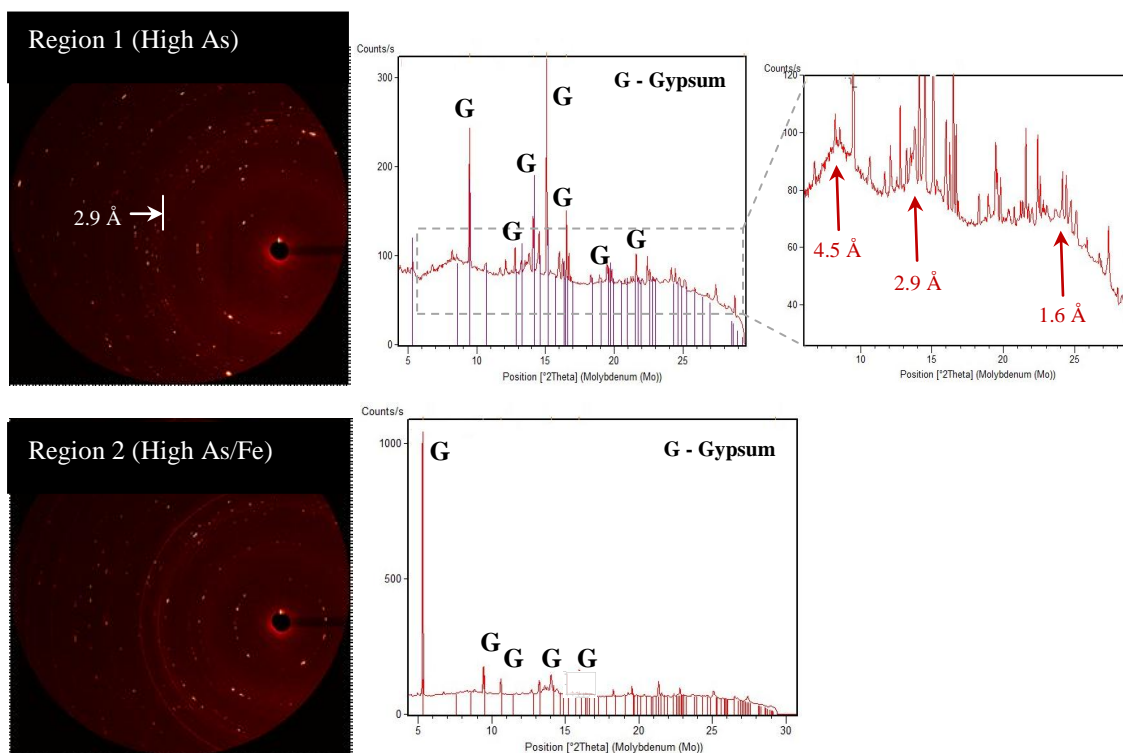 Region 1 (High As)
2.9 Å
Counts/s
G - Gypsum
G
G
G
G
G
G
G
300
200
100
0
5
10
15
20
25
Position [°2Theta] (Molybdenum (Mo))
Counts/s
120
100
80
60
40
4.5 Å
2.9 Å
1.6 Å
10
15
20
25
Position [°2Theta] (Molybdenum (Mo))
Region 2 (High As/Fe)
Counts/s
G - Gypsum
G
G
G
G
G
1000
500
0
5
10
15
20
25
30
Position [°2Theta] (Molybdenum (Mo))